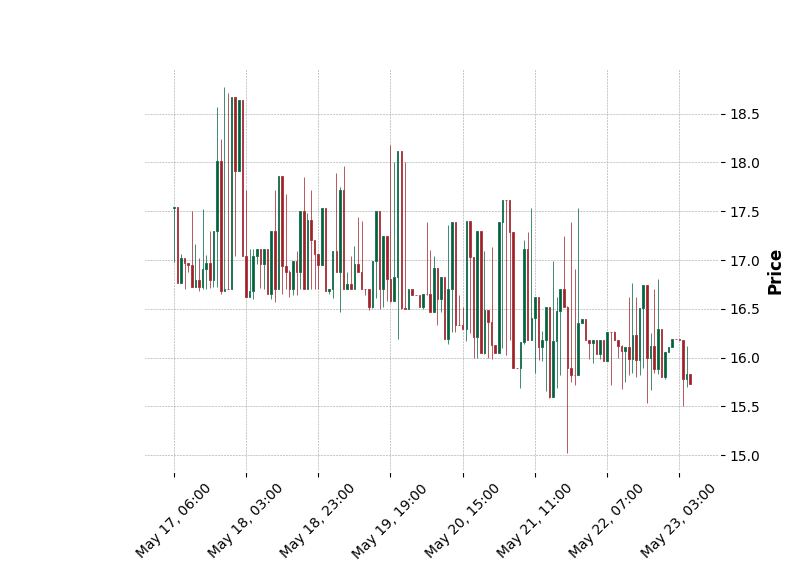 18.5
18.0
17.5
17.0
16.5
16.0
15.5
15.0
Price
May 17, 06:00
May 18, 03:00
May 18, 23:00
May 19, 19:00
May 20, 15:00
May 21, 11:00
May 22, 07:00
May 23, 03:00